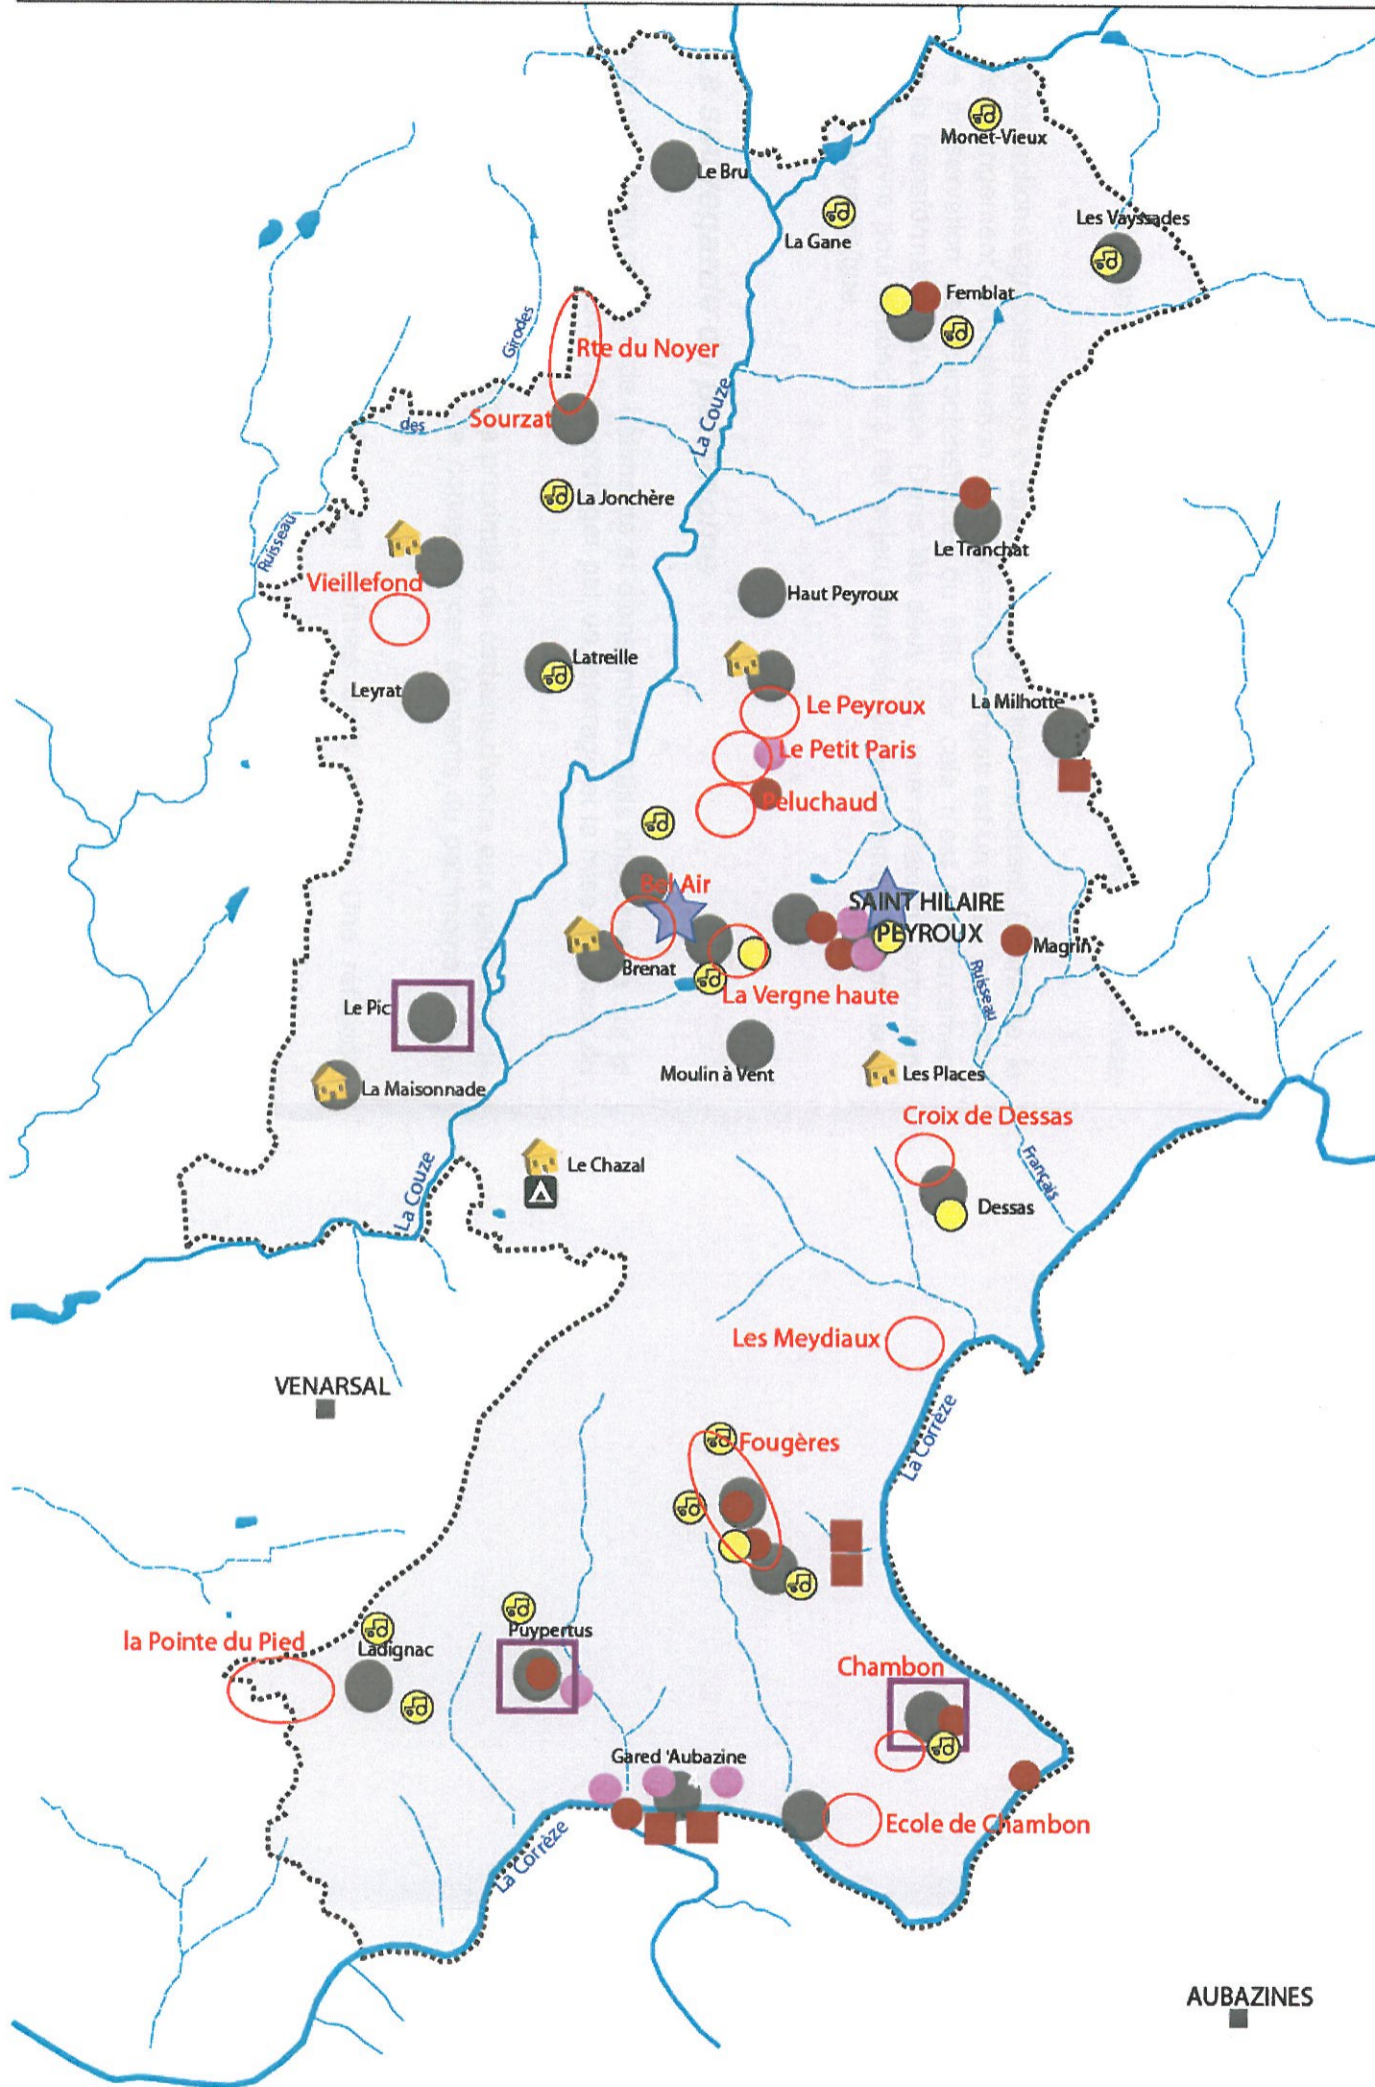 Monet-Vieux
Le Bru
Les Vayssades
La Gane
Femblat
Girodes
Rte du Noyer
La Couze
des
Sourzat
La Jonchère
Ruisseau
Le Tranchat
Vieillefond
Haut Peyroux
Latreille
Leyrat
La Milhotte
Le Peyroux
Le Petit Paris
Peluchaud
Bel Air
SAINT HILAIRE
PEYROUX
Magrin
Brenat
Ruisseau
La Vergne haute
Le Pic
Moulin à Vent
Les Places
La Maisonnade
Croix de Dessas
Le Chazal
Français
La Couze
Dessas
Les Meydiaux
VENARSAL
La Corrèze
Fougères
la Pointe du Pied
Ladignac
Puypertus
Chambon
Gared 'Aubazine
Ecole de Chambon
La Corrèze
AUBAZINES